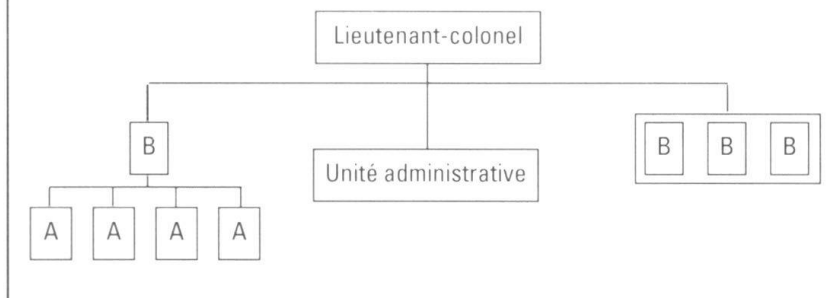 Lieutenant-colonel
B
B B B
Unité administrative
A A A A